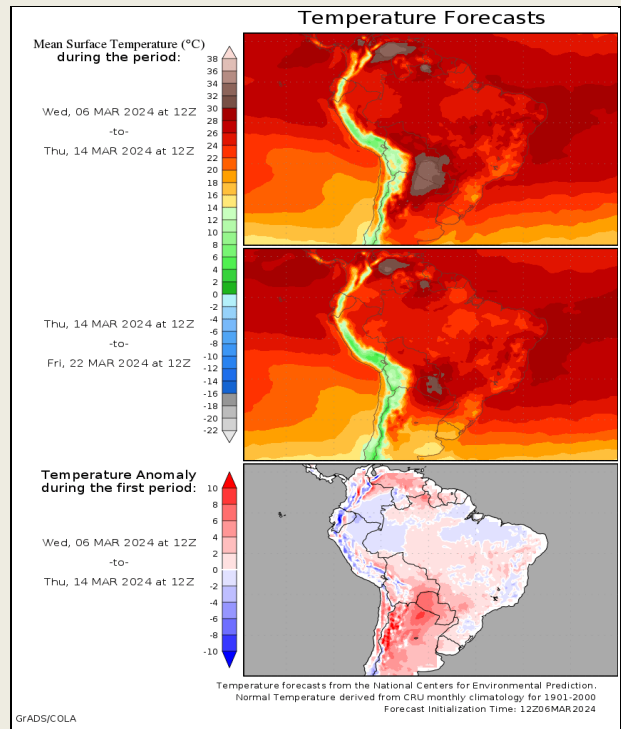 Temperature Forecasts
Mean Surface Temperature (°C)
during the period:
Wed, 06 MAR 2024 at 12Z
-to-
Thu, 14 MAR 2024 at 12Z
38
36
34
32
30
28
26
24
22
20
18
16
14
12
10
8
6
4
2
0
-2
-4
-6
-8
-10
-12
-14
-16
-18
-20
-22
Thu, 14 MAR 2024 at 12Z
-to-
Fri, 22 MAR 2024 at 12Z
Temperature Anomaly
during the first period:
Wed, 06 MAR 2024 at 12Z
-to-
Thu, 14 MAR 2024 at 12Z
10
8
6
4
2
0
-2
-4
-6
-8
-10
Temperature forecasts from the National Centers for Environmental Prediction.
Normal Temperature derived from CRU monthly climatology for 1901-2000
Forecast Initialization Time: 12Z06MAR2024
GrADS/COLA